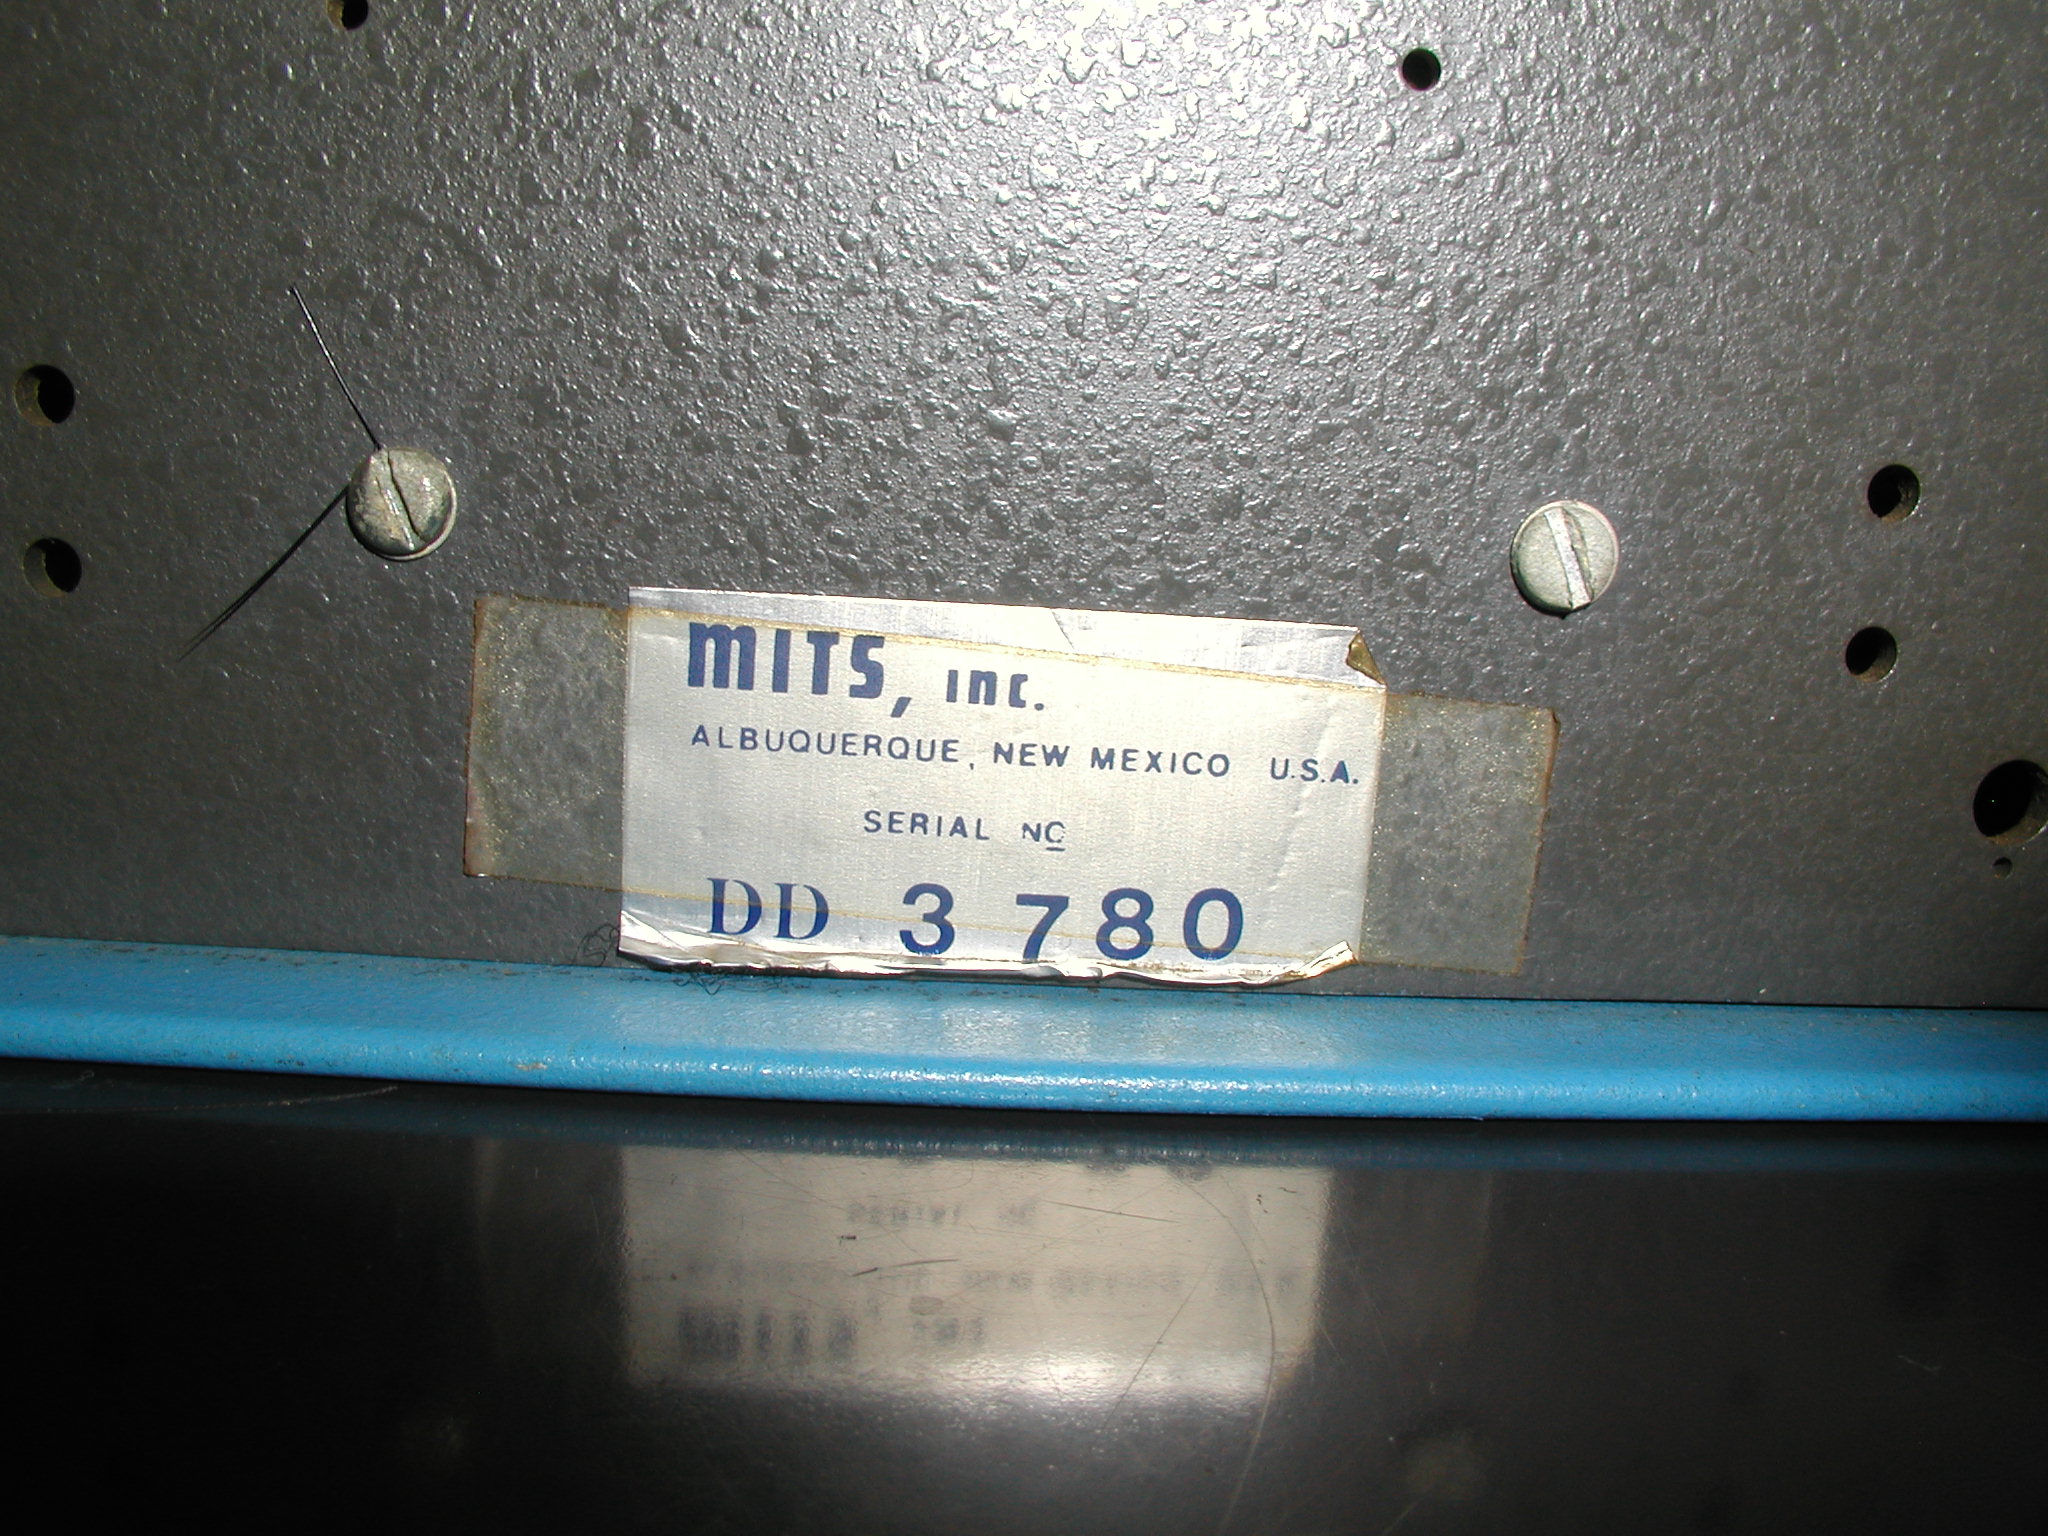 MITS, inc.
ALBUQUERQUE, NEW MEXICO U.S.A.
SERIAL NO
DD 3780